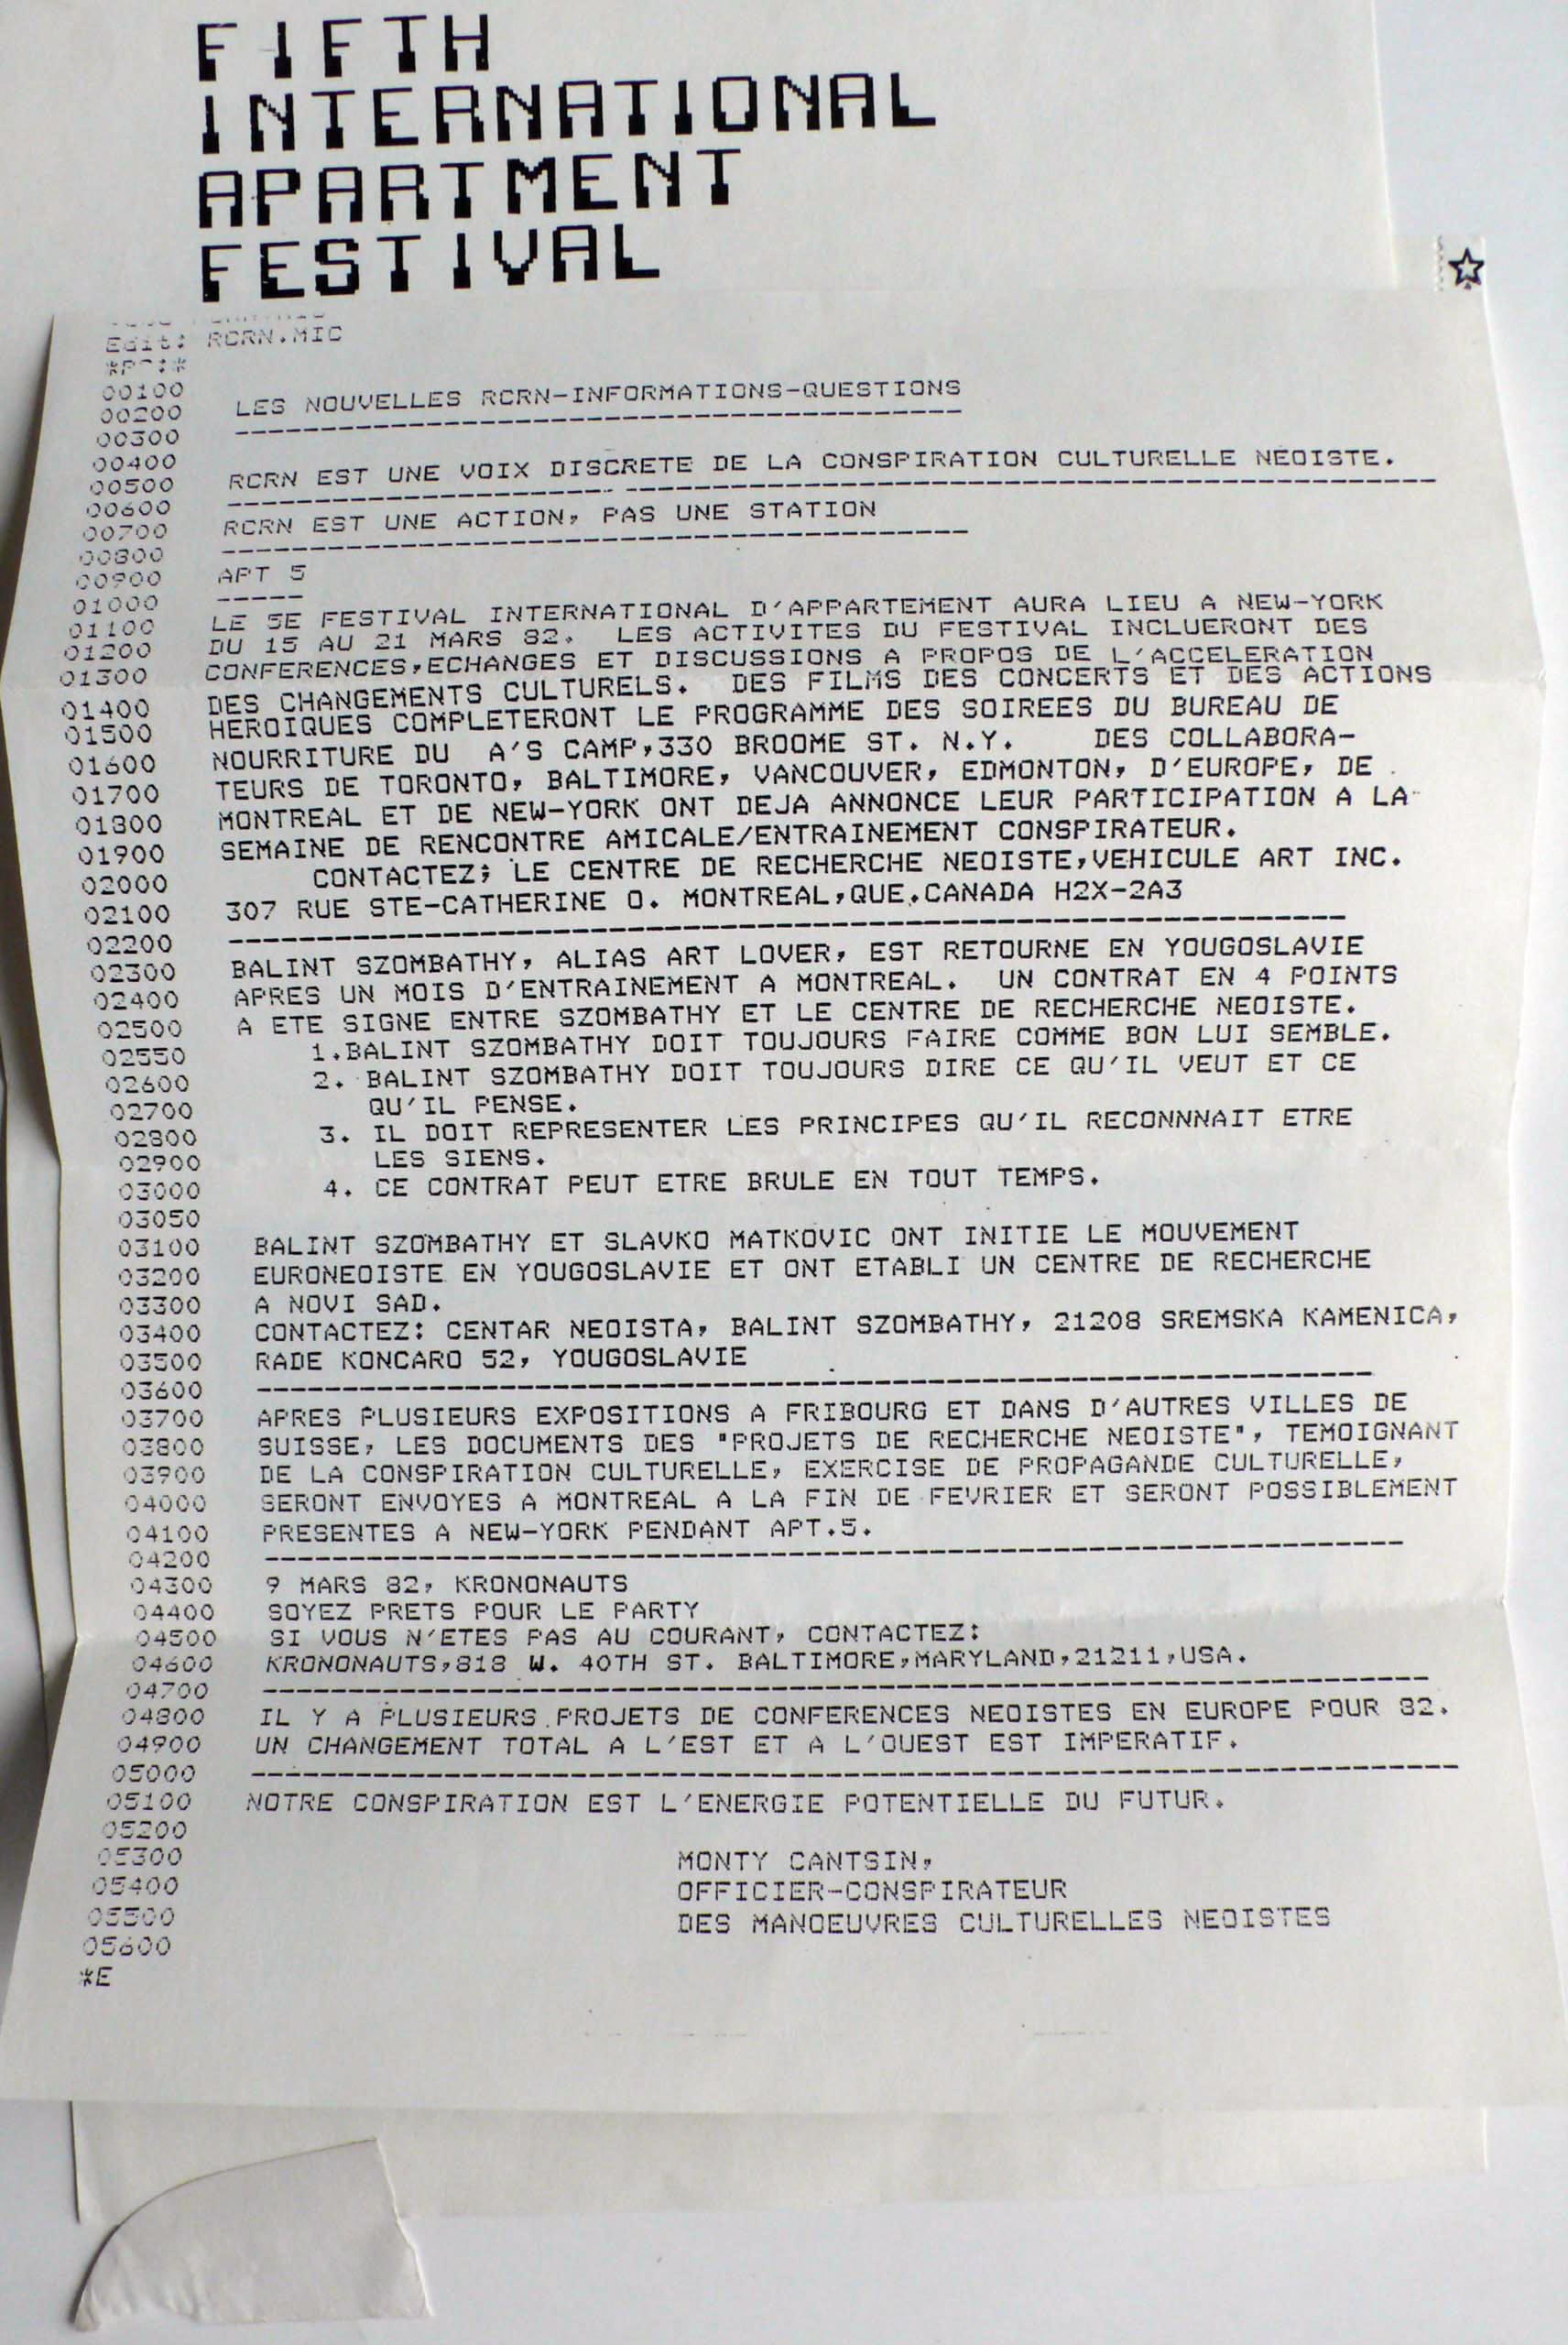 FIFTH
INTERNATIONAL
APARTMENT
FESTIVAL
Edit: RCRN.MIC
00100
00200 LES NOUVELLES RCRN-INFORMATIONS-QUESTIONS
00300 ------------------------------------------
00400
00500 RCRN EST UNE VOIX DISCRETE DE LA CONSPIRATION CULTURELLE NEOISTE.
00600 ------------------------------------------------------------------
00700 RCRN EST UNE ACTION, PAS UNE STATION
00800 ------------------------------------------
00900 APT 5
01000 -----
01100 LE 5E FESTIVAL INTERNATIONAL D'APPARTEMENT AURA LIEU A NEW-YORK
01200 DU 15 AU 21 MARS 82. LES ACTIVITES DU FESTIVAL INCLUERONT DES
01300 CONFERENCES,ECHANGES ET DISCUSSIONS A PROPOS DE L'ACCELERATION
DES CHANGEMENTS CULTURELS. DES FILMS DES CONCERTS ET DES ACTIONS
01400 HEROIQUES COMPLETERONT LE PROGRAMME DES SOIREES DU BUREAU DE
01500 NOURRITURE DU A'S CAMP,330 BROOME ST. N.Y. DES COLLABORA-
01600 TEURS DE TORONTO, BALTIMORE, VANCOUVER, EDMONTON, D'EUROPE, DE
01700 MONTREAL ET DE NEW-YORK ONT DEJA ANNONCE LEUR PARTICIPATION A LA
01800 SEMAINE DE RENCONTRE AMICALE/ENTRAINEMENT CONSPIRATEUR.
01900 CONTACTEZ; LE CENTRE DE RECHERCHE NEOISTE,VEHICULE ART INC.
02000 307 RUE STE-CATHERINE O. MONTREAL,QUE.CANADA H2X-2A3
02100 ------------------------------------------------------------------
02200 BALINT SZOMBATHY, ALIAS ART LOVER, EST RETOURNE EN YOUGOSLAVIE
02300 APRES UN MOIS D'ENTRAINEMENT A MONTREAL. UN CONTRAT EN 4 POINTS
02400 A ETE SIGNE ENTRE SZOMBATHY ET LE CENTRE DE RECHERCHE NEOISTE.
02500 1.BALINT SZOMBATHY DOIT TOUJOURS FAIRE COMME BON LUI SEMBLE.
02550 2. BALINT SZOMBATHY DOIT TOUJOURS DIRE CE QU'IL VEUT ET CE
02600 QU'IL PENSE.
02700 3. IL DOIT REPRESENTER LES PRINCIPES QU'IL RECONNNAIT ETRE
02800 LES SIENS.
02900 4. CE CONTRAT PEUT ETRE BRULE EN TOUT TEMPS.
03000
03050 BALINT SZOMBATHY ET SLAVKO MATKOVIC ONT INITIE LE MOUVEMENT
03100 EURONEOISTE EN YOUGOSLAVIE ET ONT ETABLI UN CENTRE DE RECHERCHE
03200 A NOVI SAD.
03300 CONTACTEZ: CENTAR NEOISTA, BALINT SZOMBATHY, 21208 SREMSKA KAMENICA,
03400 RADE KONCARO 52, YOUGOSLAVIE
03500
03600 ------------------------------------------------------------------
03700 APRES PLUSIEURS EXPOSITIONS A FRIBOURG ET DANS D'AUTRES VILLES DE
03800 SUISSE, LES DOCUMENTS DES "PROJETS DE RECHERCHE NEOISTE", TEMOIGNANT
03900 DE LA CONSPIRATION CULTURELLE, EXERCISE DE PROPAGANDE CULTURELLE,
04000 SERONT ENVOYES A MONTREAL A LA FIN DE FEVRIER ET SERONT POSSIBLEMENT
04100 PRESENTES A NEW-YORK PENDANT APT.5.
04200 ------------------------------------------------------------------
04300 9 MARS 82, KRONONAUTS
04400 SOYEZ PRETS POUR LE PARTY
04500 SI VOUS N'ETES PAS AU COURANT, CONTACTEZ:
04600 KRONONAUTS,818 W. 40TH ST. BALTIMORE,MARYLAND,21211,USA.
04700 ------------------------------------------------------------------
04800 IL Y A PLUSIEURS PROJETS DE CONFERENCES NEOISTES EN EUROPE POUR 82.
04900 UN CHANGEMENT TOTAL A L'EST ET A L'OUEST EST IMPERATIF.
05000 ------------------------------------------------------------------
05100 NOTRE CONSPIRATION EST L'ENERGIE POTENTIELLE DU FUTUR.
05200
05300 MONTY CANTSIN,
05400 OFFICIER-CONSPIRATEUR
05500 DES MANOEUVRES CULTURELLES NEOISTES
05600
*E